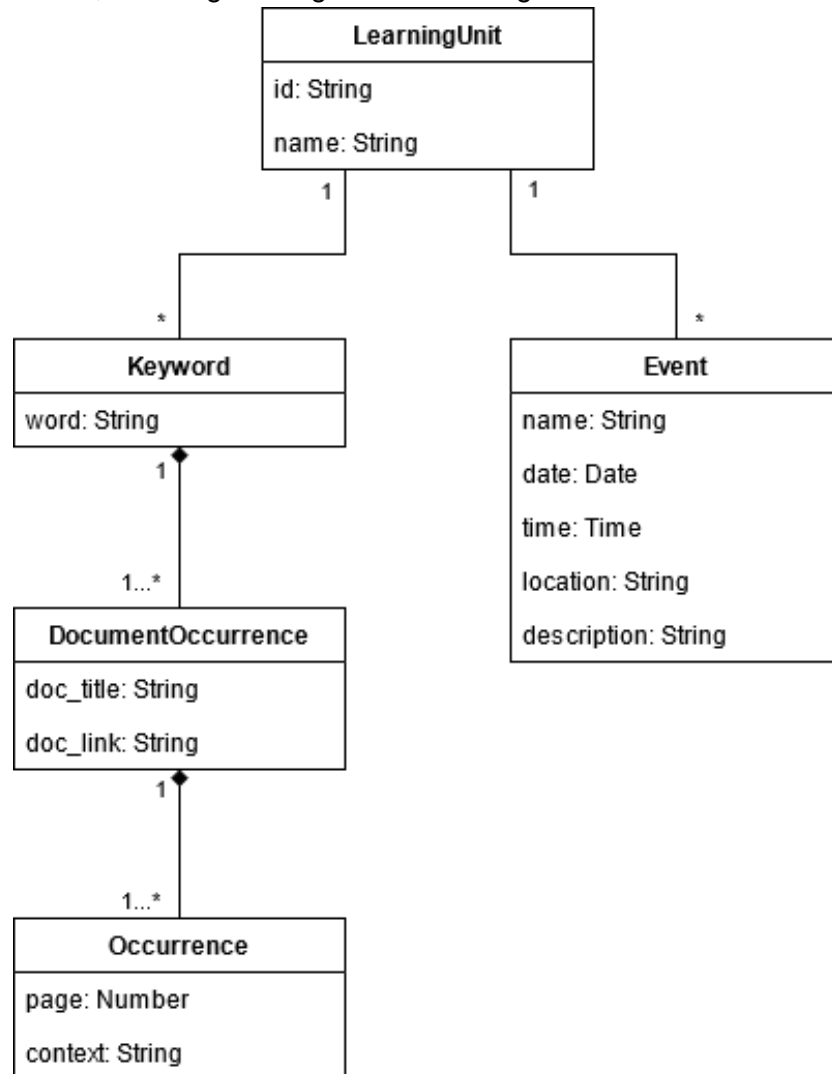 LearningUnit
id: String
name: String
1
1
*
*
Keyword
word: String
Event
name: String
date: Date
time: Time
location: String
description: String
1
1...*
DocumentOccurrence
doc_title: String
doc_link: String
1
1...*
Occurrence
page: Number
context: String